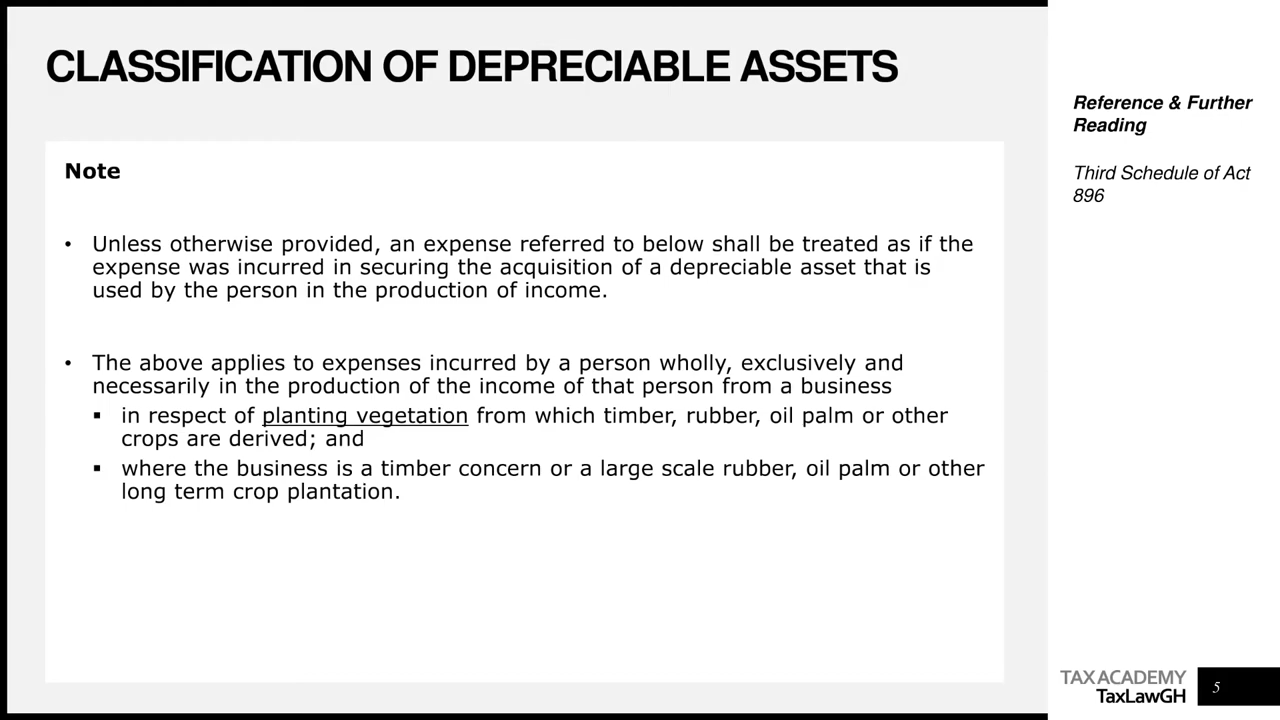 CLASSIFICATION OF DEPRECIABLE ASSETS
Note
• Unless otherwise provided, an expense referred to below shall be treated as if the
expense was incurred in securing the acquisition of a depreciable asset that is
used by the person in the production of income.
• The above applies to expenses incurred by a person wholly, exclusively and
necessarily in the production of the income of that person from a business
▪ in respect of planting vegetation from which timber, rubber, oil palm or other
crops are derived; and
▪ where the business is a timber concern or a large scale rubber, oil palm or other
long term crop plantation.
Reference & Further
Reading
Third Schedule of Act
896
TAX ACADEMY
TaxLawGH
5